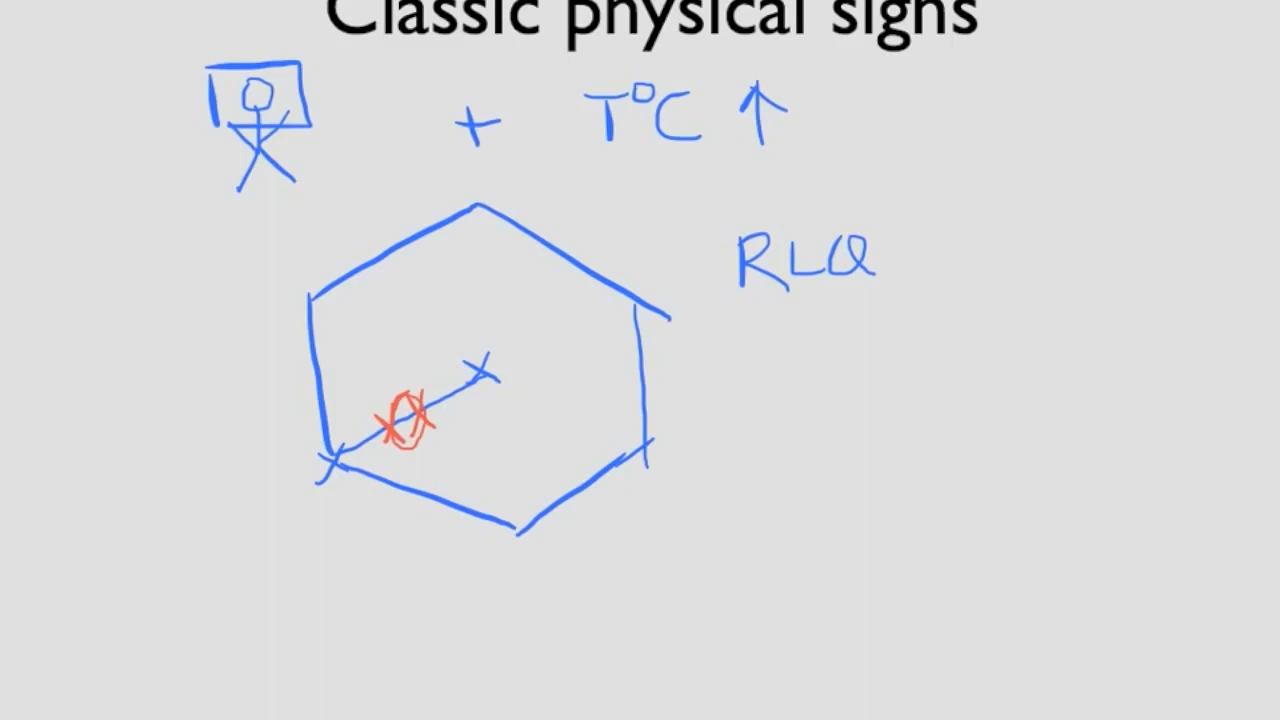 Classic physical signs
+ T°C ↑
RLQ